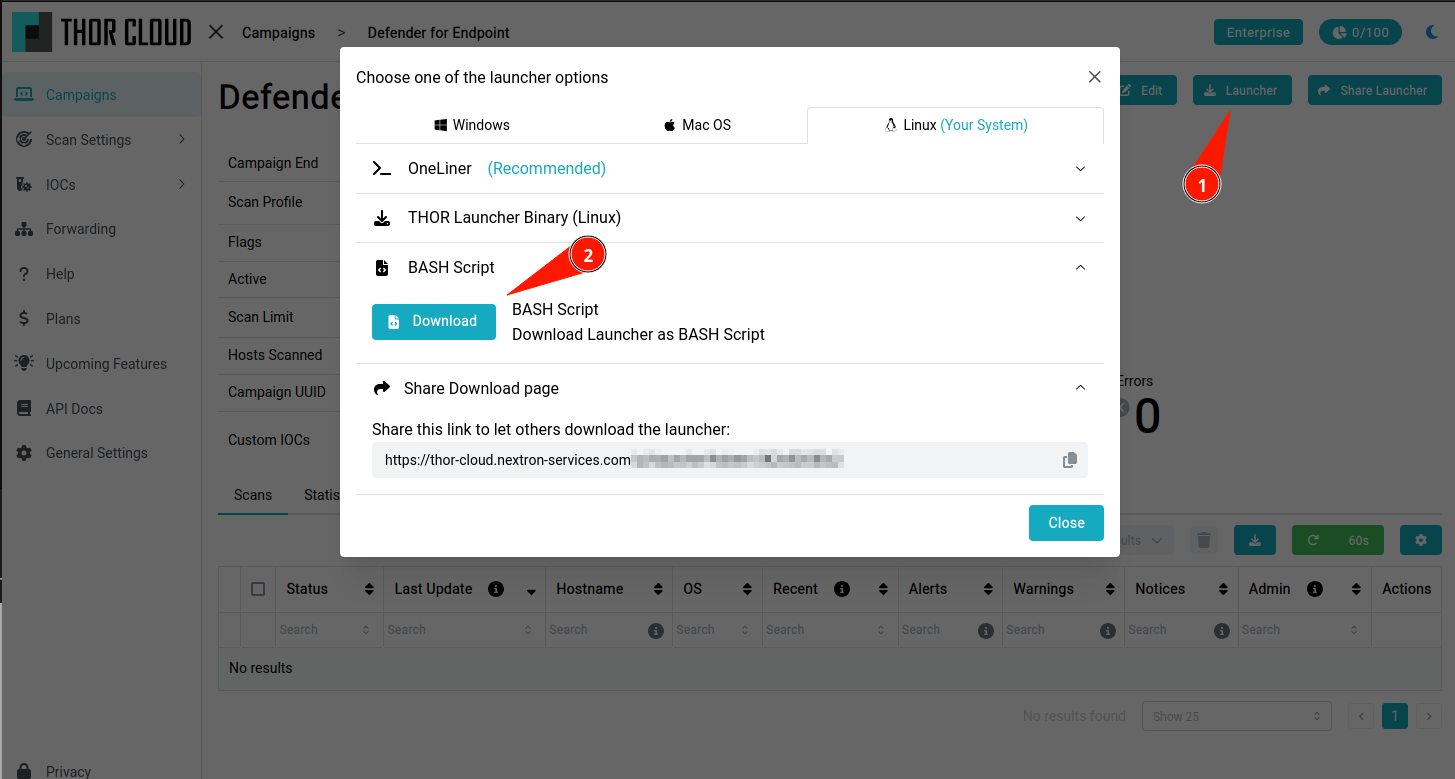 THOR CLOUD
Campaigns > Defender for Endpoint
Enterprise
0/100
Campaigns
Scan Settings
IOCs
Forwarding
Help
Plans
Upcoming Features
API Docs
General Settings
Privacy
Edit
Launcher
Share Launcher
1
Campaign End
Scan Profile
Flags
Active
Scan Limit
Hosts Scanned
Campaign UUID
Custom IOCs
Choose one of the launcher options
Windows
Mac OS
Linux (Your System)
OneLiner (Recommended)
THOR Launcher Binary (Linux)
2
BASH Script
Download
BASH Script
Download Launcher as BASH Script
Share Download page
Share this link to let others download the launcher:
https://thor-cloud.nextron-services.com
Close
Errors
0
Scans
60s
Status Last Update Hostname OS Recent Alerts Warnings Notices Admin Actions
Search Search Search Search Search Search Search Search Search
No results
No results found
Show 25
1